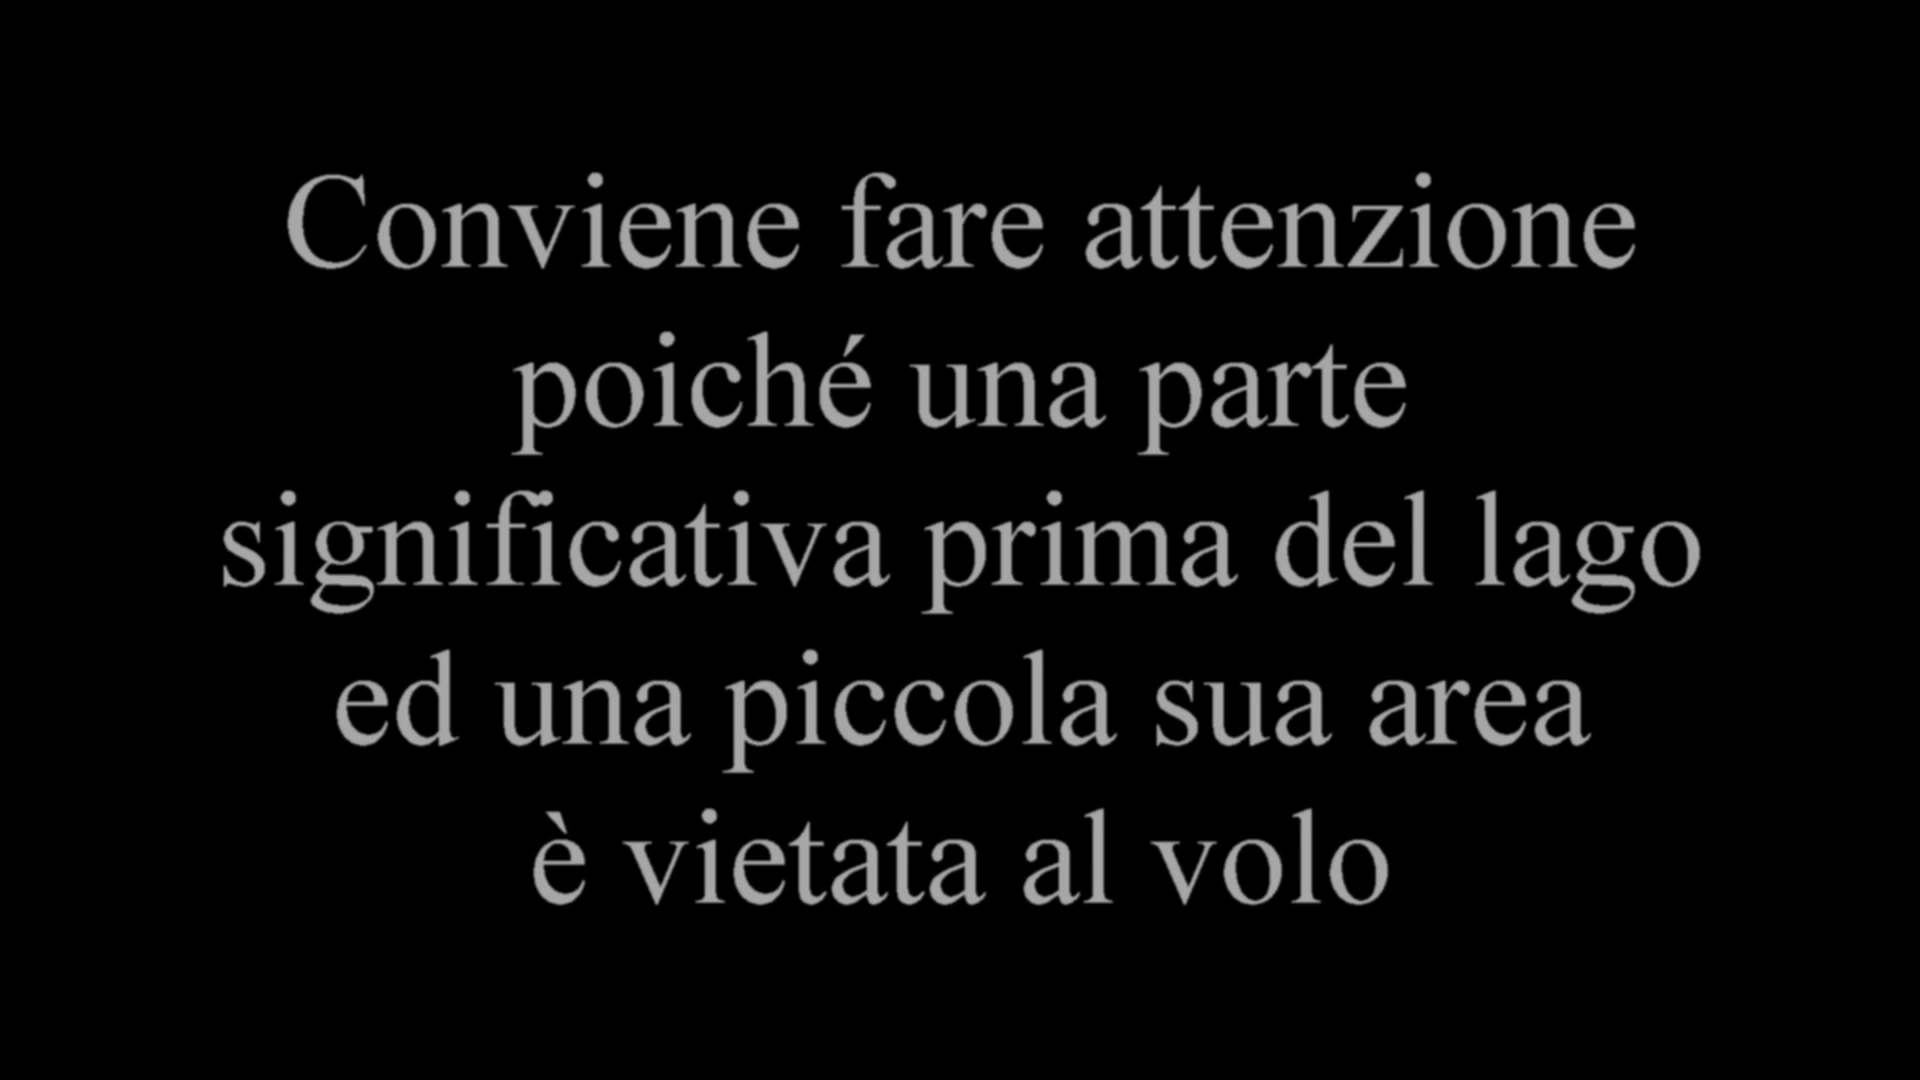 Conviene fare attenzione
poiché una parte
significativa prima del lago
ed una piccola sua area
è vietata al volo